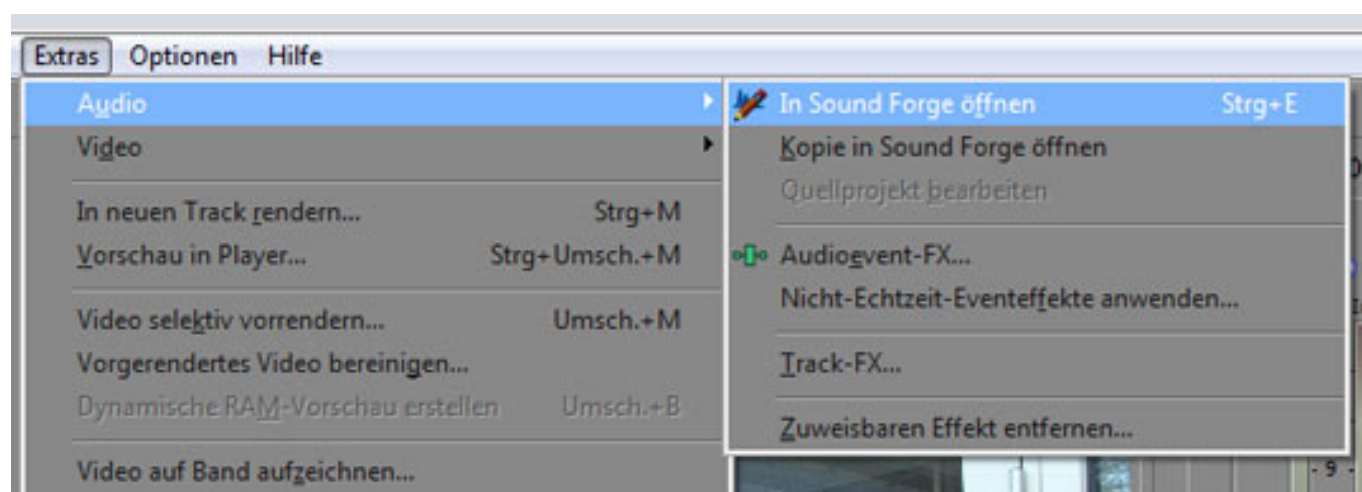 Extras Optionen Hilfe
Audio
Video
In neuen Track rendern... Strg+M
Vorschau in Player... Strg+Umsch.+M
Video selektiv vorrendern... Umsch.+M
Vorgerendertes Video bereinigen...
Dynamische RAM-Vorschau erstellen Umsch.+B
Video auf Band aufzeichnen...
In Sound Forge öffnen Strg+E
Kopie in Sound Forge öffnen
Quellprojekt bearbeiten
Audioevent-FX...
Nicht-Echtzeit-Eventeffekte anwenden...
Track-FX...
Zuweisbaren Effekt entfernen...
- 9 -